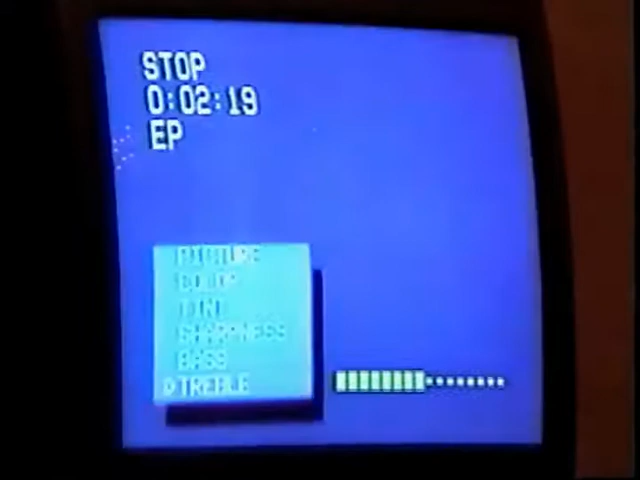 STOP
0:02:19
EP
PICTURE
COLOR
TINT
SHARPNESS
BASS
TREBLE